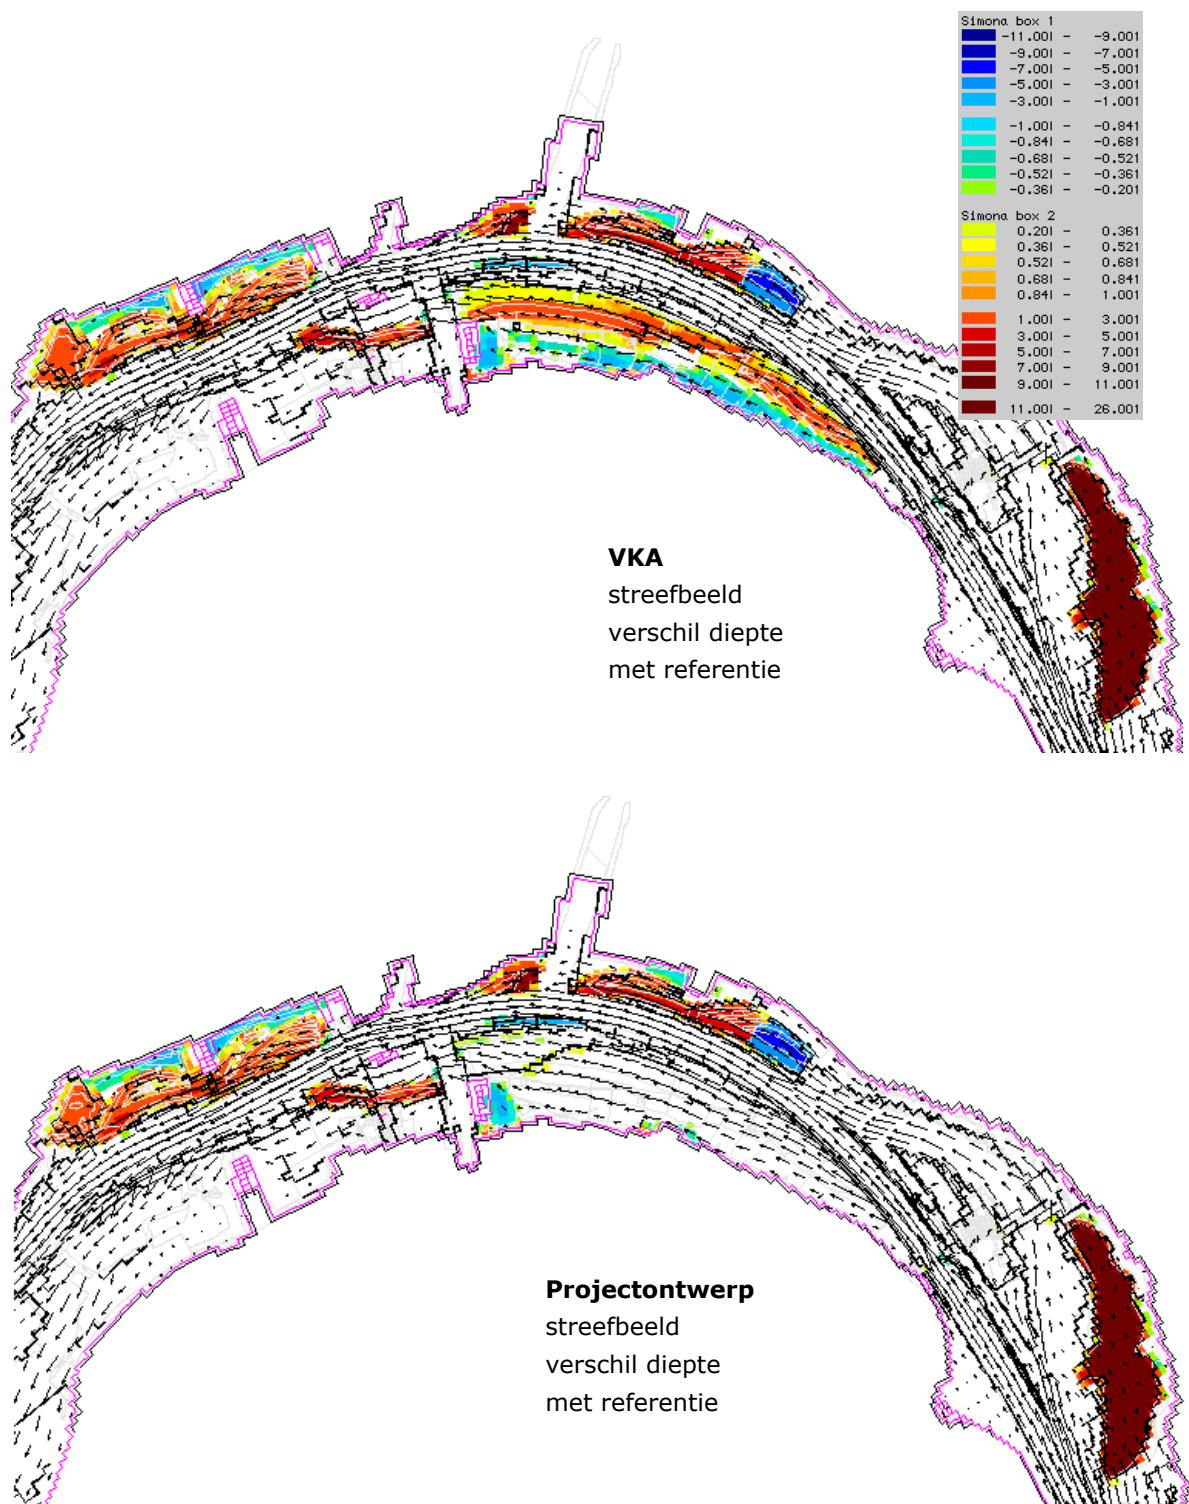 Simona box 1
-11.001 - -9.001
-9.001 - -7.001
-7.001 - -5.001
-5.001 - -3.001
-3.001 - -1.001
-1.001 - -0.841
-0.841 - -0.681
-0.681 - -0.521
-0.521 - -0.361
-0.361 - -0.201
Simona box 2
0.201 - 0.361
0.361 - 0.521
0.521 - 0.681
0.681 - 0.841
0.841 - 1.001
1.001 - 3.001
3.001 - 5.001
5.001 - 7.001
7.001 - 9.001
9.001 - 11.001
11.001 - 26.001
VKA
streefbeeld
verschil diepte
met referentie
Projectontwerp
streefbeeld
verschil diepte
met referentie